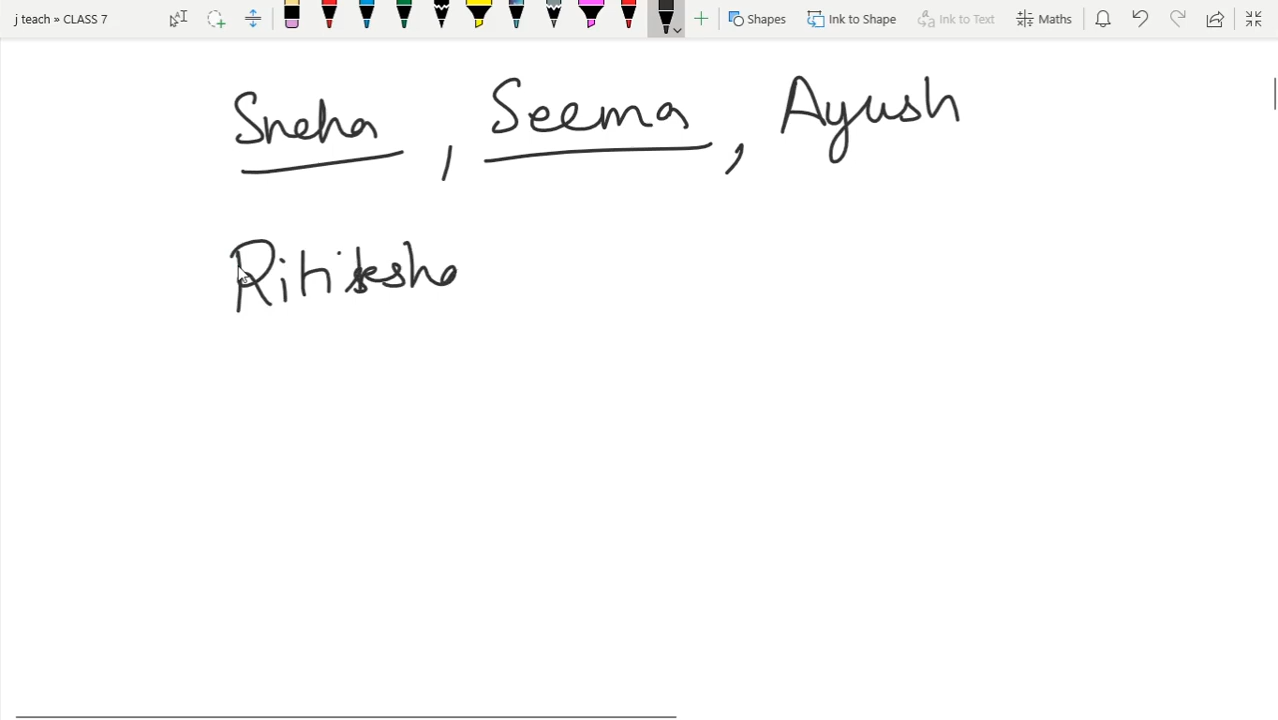 j teach » CLASS 7 Shapes Ink to Shape Ink to Text Maths
Sneha, Seema, Ayush